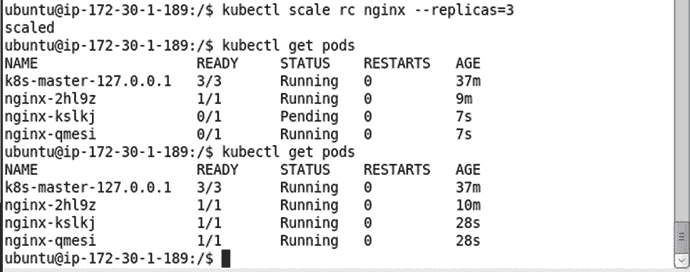 ubuntu@ip-172-30-1-189:/$ kubectl scale rc nginx --replicas=3
scaled
ubuntu@ip-172-30-1-189:/$ kubectl get pods
NAME READY STATUS RESTARTS AGE
k8s-master-127.0.0.1 3/3 Running 0 37m
nginx-2hl9z 1/1 Running 0 9m
nginx-kslkj 0/1 Pending 0 7s
nginx-qmesi 0/1 Running 0 7s
ubuntu@ip-172-30-1-189:/$ kubectl get pods
NAME READY STATUS RESTARTS AGE
k8s-master-127.0.0.1 3/3 Running 0 37m
nginx-2hl9z 1/1 Running 0 10m
nginx-kslkj 1/1 Running 0 28s
nginx-qmesi 1/1 Running 0 28s
ubuntu@ip-172-30-1-189:/$